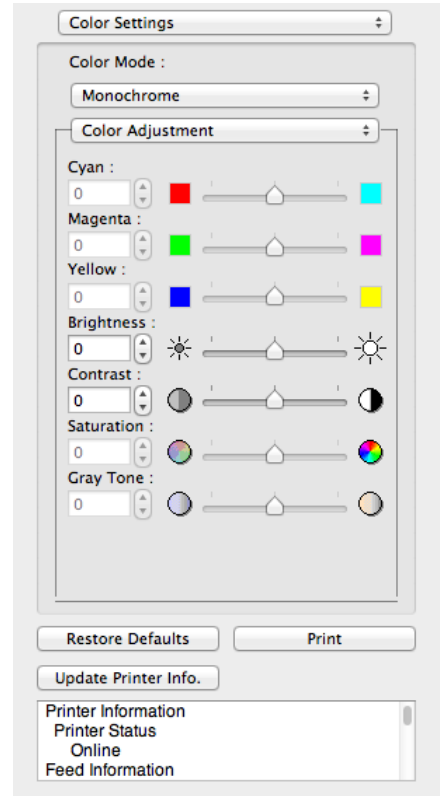 Color Settings
Color Mode :
Monochrome
Color Adjustment
Cyan :
0
Magenta :
0
Yellow :
0
Brightness :
0
Contrast :
0
Saturation :
0
Gray Tone :
0
Restore Defaults Print
Update Printer Info.
Printer Information
Printer Status
Online
Feed Information